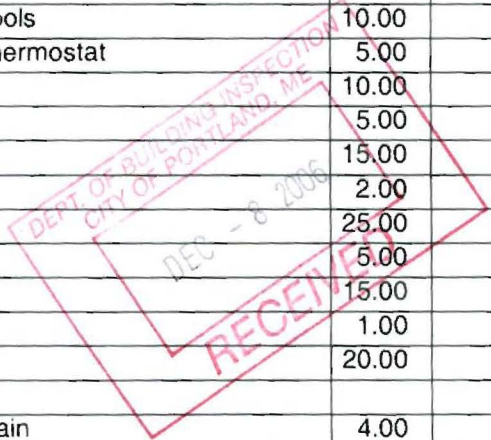 ools 10.00
hermostat 5.00
10.00
5.00
15.00
2.00
25.00
5.00
15.00
1.00
20.00
ain 4.00
DEPT. OF BUILDING INSPECTION
CITY OF PORTLAND, ME
DEC - 8 2006
RECEIVED